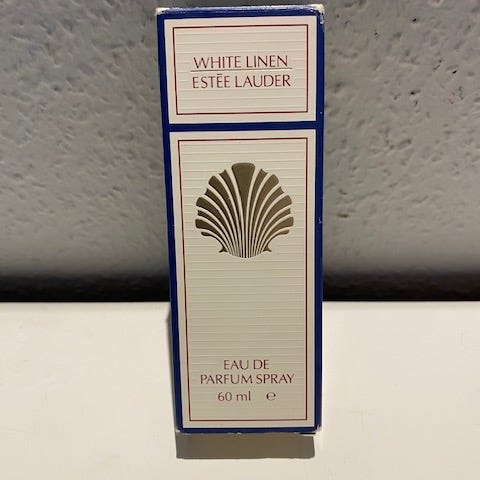 WHITE LINEN
ESTĒE LAUDER
EAU DE
PARFUM SPRAY
60 ml ℮